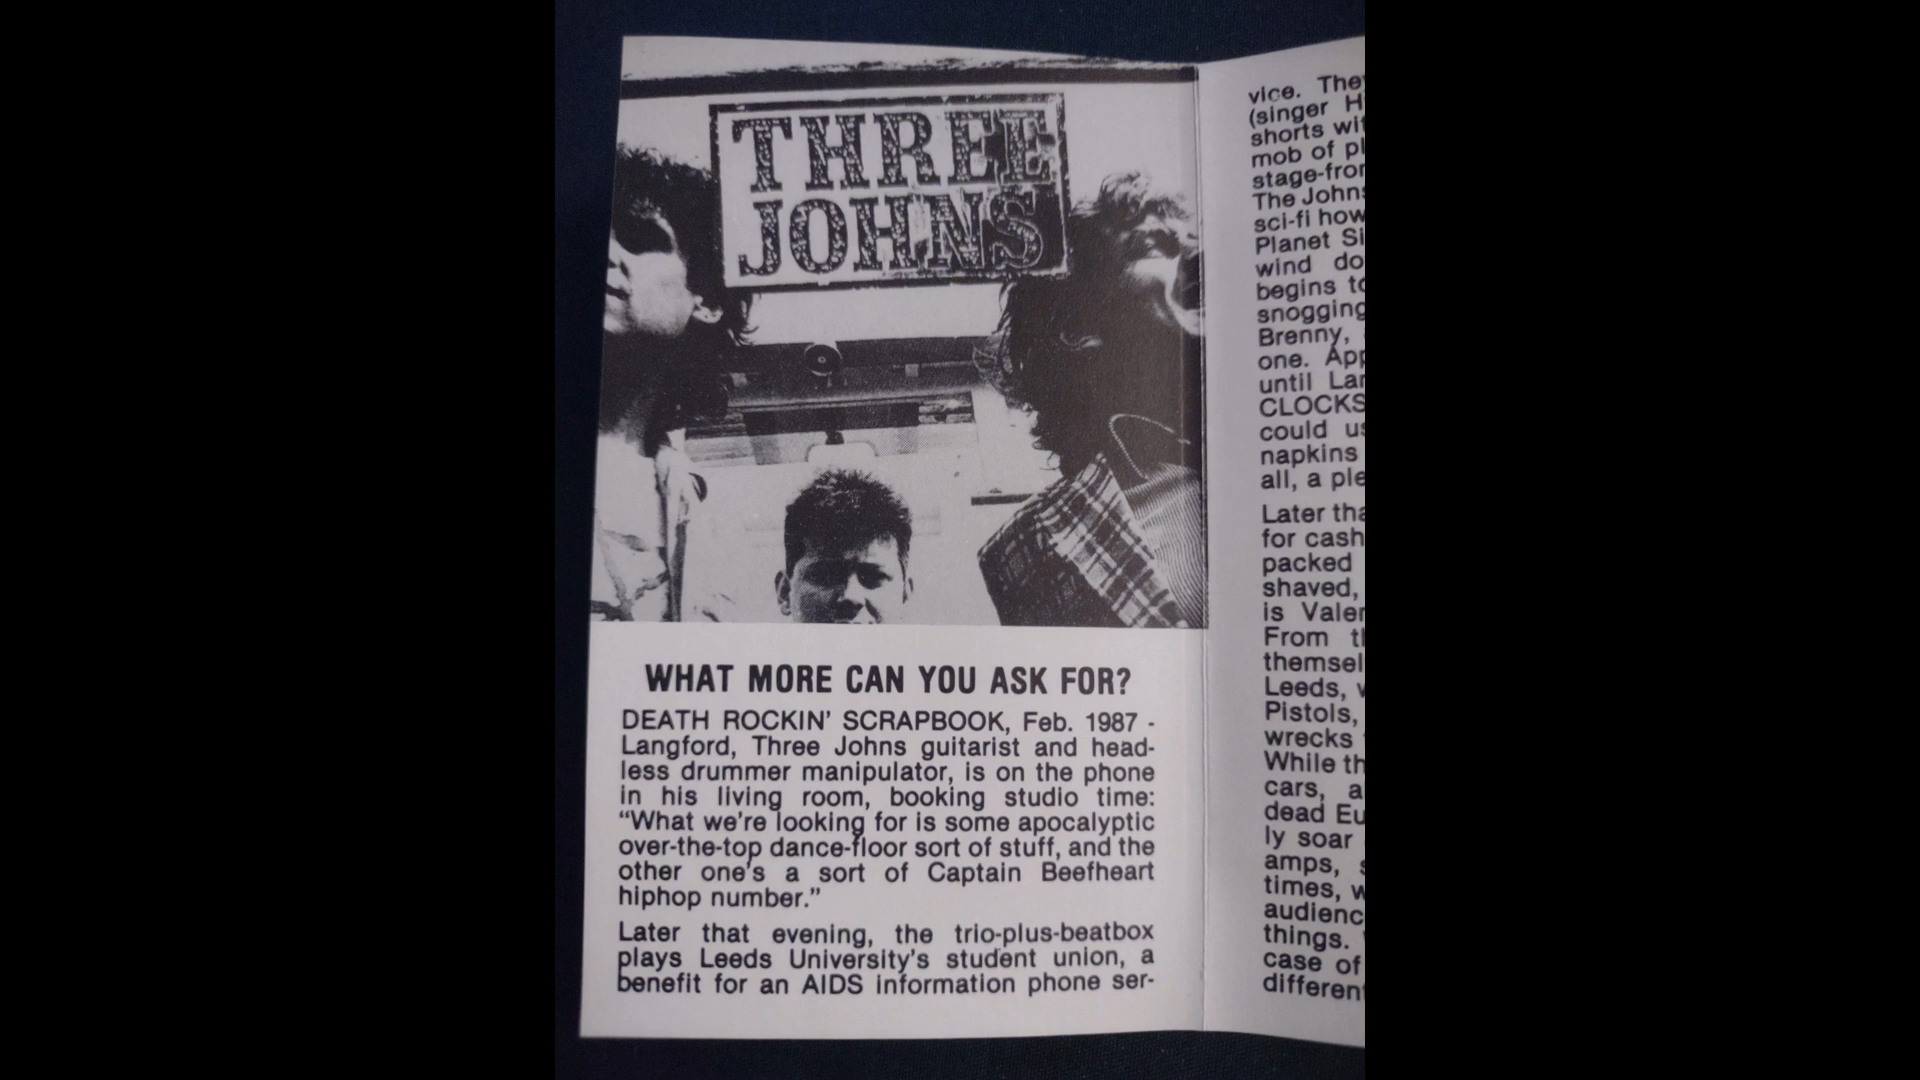 THREE
JOHNS
WHAT MORE CAN YOU ASK FOR?
DEATH ROCKIN' SCRAPBOOK, Feb. 1987 -
Langford, Three Johns guitarist and head-
less drummer manipulator, is on the phone
in his living room, booking studio time:
“What we're looking for is some apocalyptic
over-the-top dance-floor sort of stuff, and the
other one's a sort of Captain Beefheart
hiphop number.”
Later that evening, the trio-plus-beatbox
plays Leeds University's student union, a
benefit for an AIDS information phone ser-
vice.
(singer
shorts
mob of
The
sci-fi
Planet
wind
begins
snogging
Brenny,
one.
until
CLOCKS
could
napkins
all, a
Later
for cash
packed
shaved,
is
From
Leeds,
Pistols,
wrecks
While
cars, a
dead
ly soar
amps,
times,
things.
case of